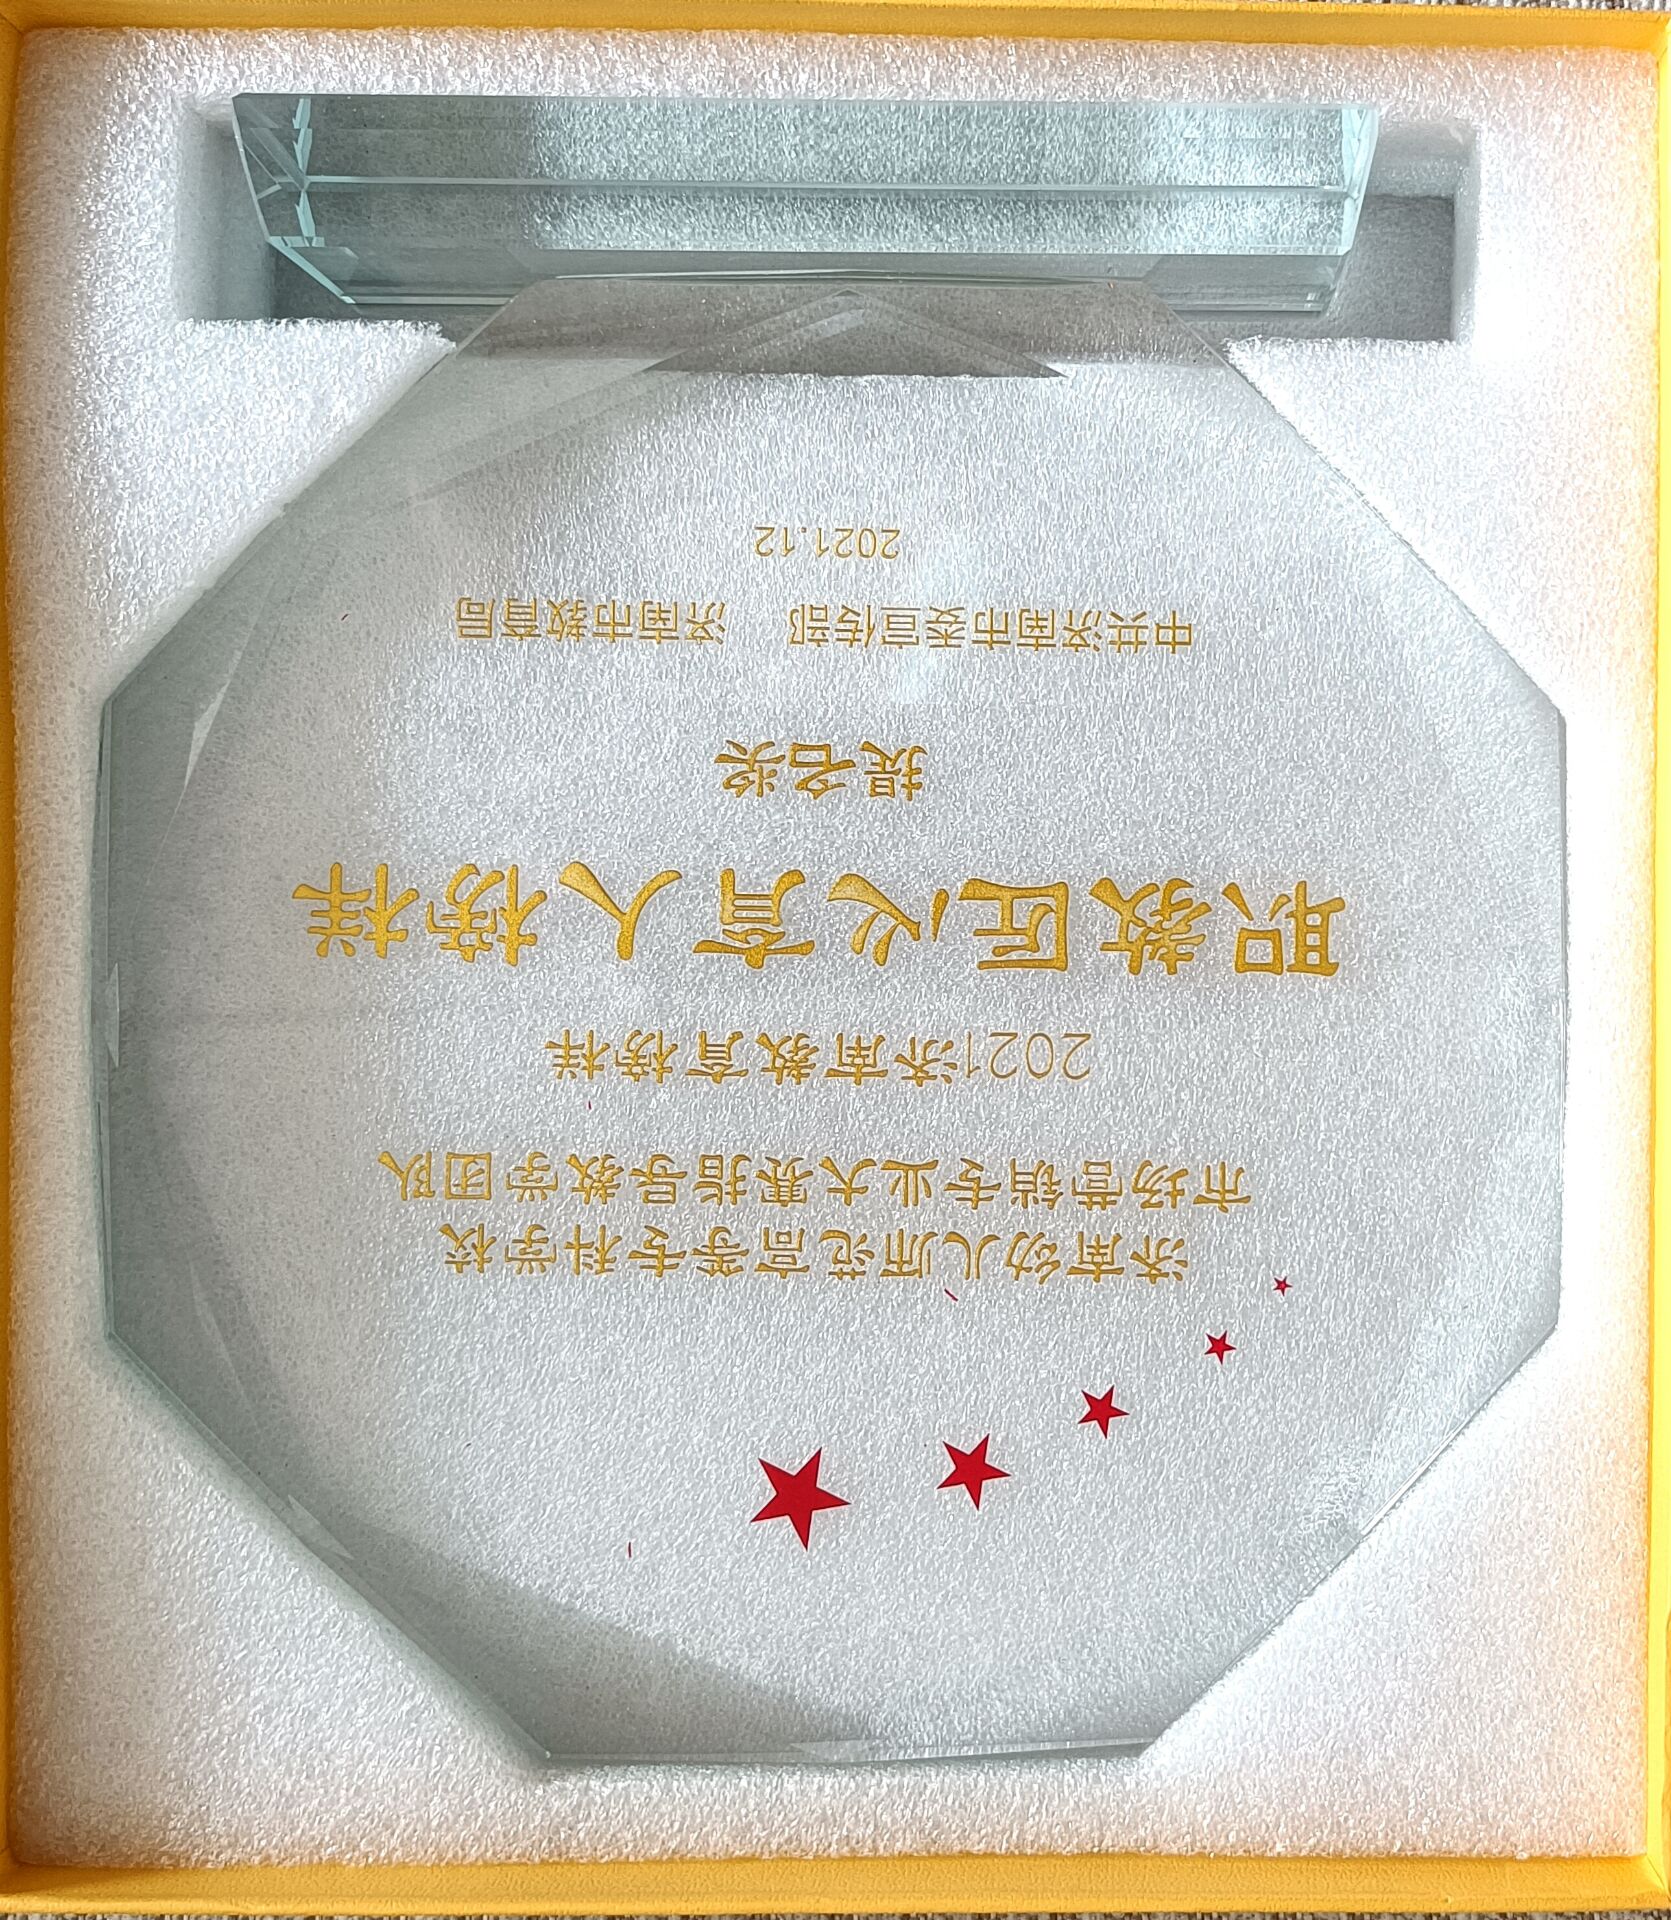 济南幼儿师范高等专科学校
市场营销专业大赛指导教学团队
2021济南教育榜样
职教匠心育人榜样
提名奖
中共济南市委宣传部 济南市教育局
2021.12